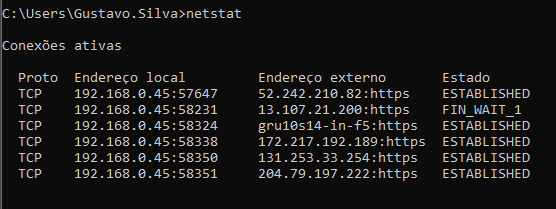 C:\Users\Gustavo.Silva>netstat
Conexões ativas
Proto  Endereço local         Endereço externo       Estado
TCP    192.168.0.45:57647     52.242.210.82:https    ESTABLISHED
TCP    192.168.0.45:58231     13.107.21.200:https    FIN_WAIT_1
TCP    192.168.0.45:58324     gru10s14-in-f5:https   ESTABLISHED
TCP    192.168.0.45:58338     172.217.192.189:https  ESTABLISHED
TCP    192.168.0.45:58350     131.253.33.254:https   ESTABLISHED
TCP    192.168.0.45:58351     204.79.197.222:https   ESTABLISHED